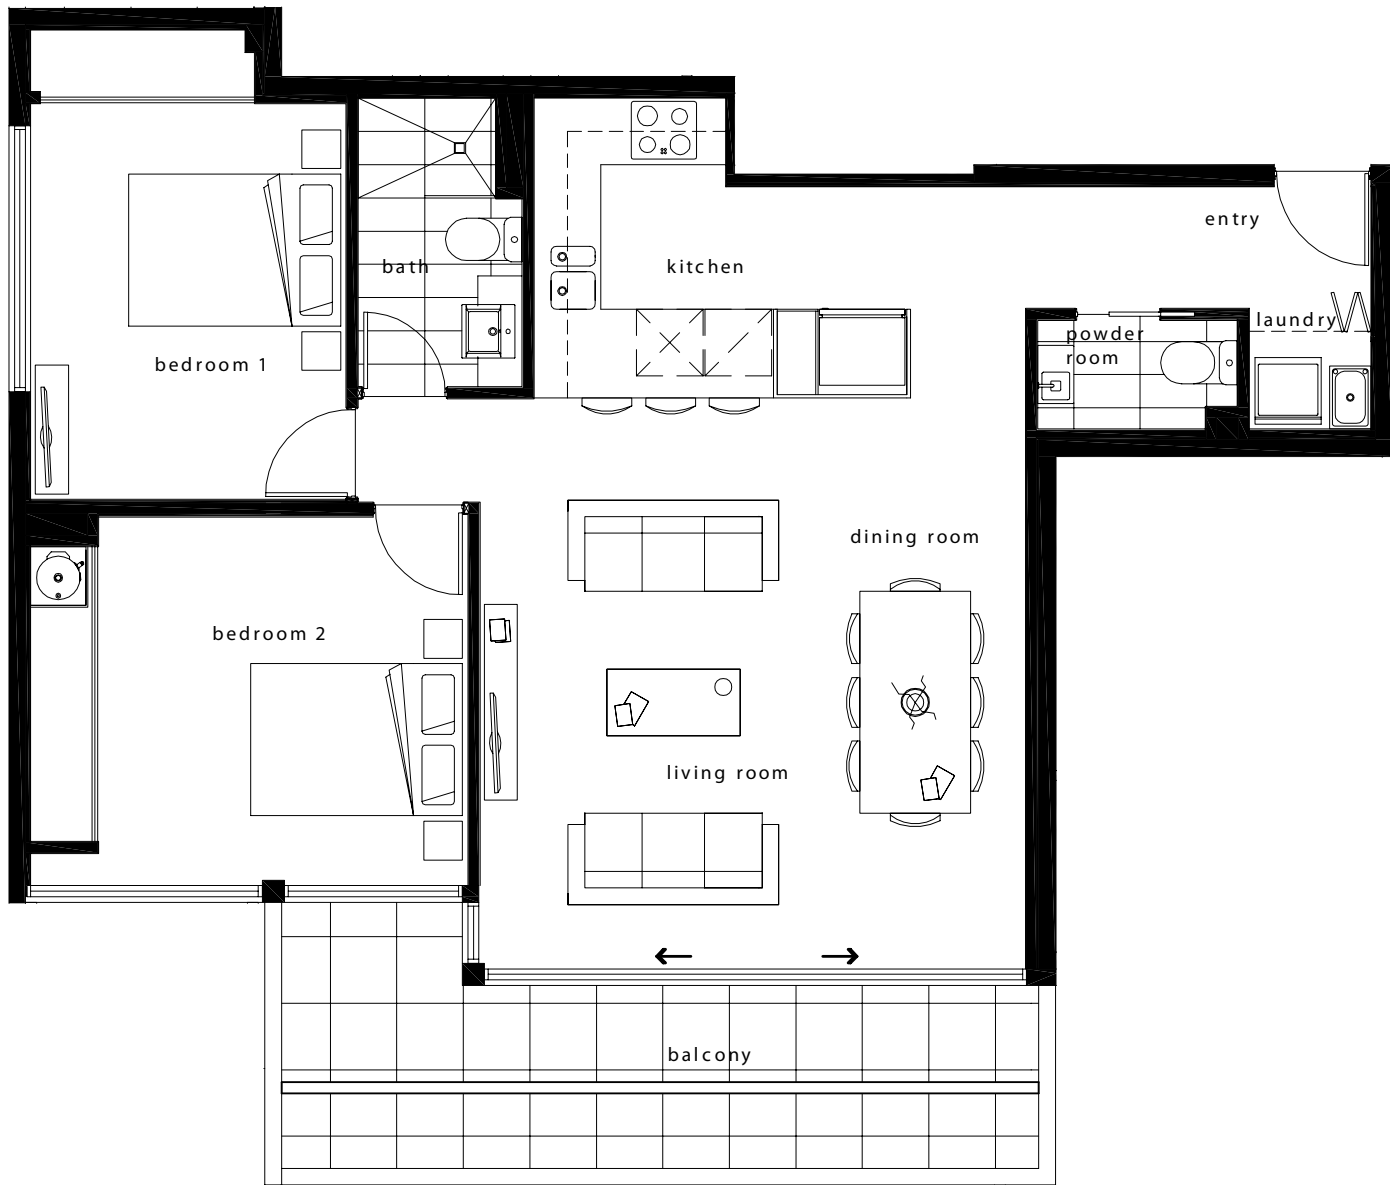 entry
bath
kitchen
laundry
powder
room
bedroom 1
dining room
bedroom 2
living room
balcony